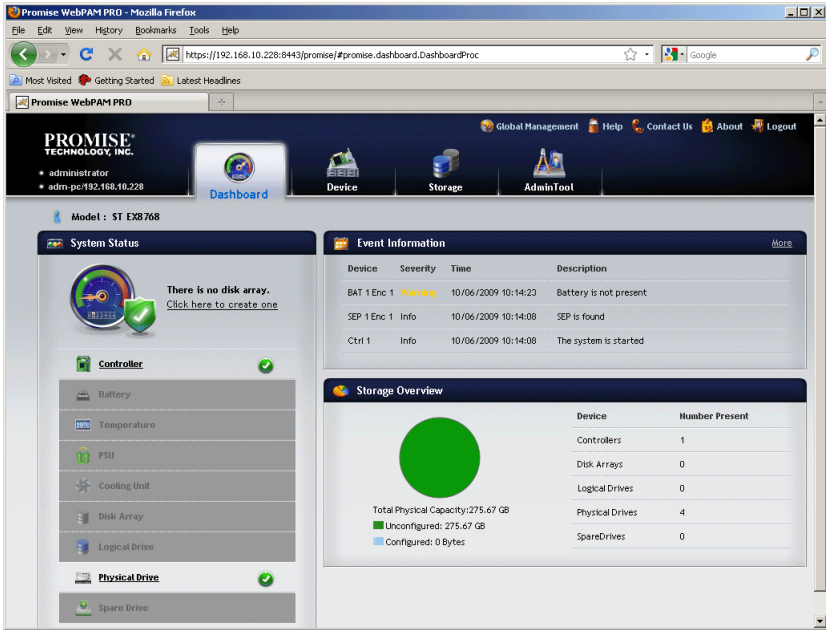 Promise WebPAM PRO - Mozilla Firefox
File Edit View History Bookmarks Tools Help
https://192.168.10.228:8443/promise/#promise.dashboard.DashboardProc
Google
Most Visited Getting Started Latest Headlines
Promise WebPAM PRO
Global Management Help Contact Us About Logout
PROMISE®
TECHNOLOGY, INC.
administrator
adm-pc/192.168.10.228
Dashboard
Device
Storage
AdminTool
Model : ST EX8768
System Status
There is no disk array.
Click here to create one
Controller
Battery
Temperature
PSU
Cooling Unit
Disk Array
Logical Drive
Physical Drive
Spare Drive
Event Information More
Device Severity Time Description
BAT 1 Enc 1 Warning 10/06/2009 10:14:23 Battery is not present
SEP 1 Enc 1 Info 10/06/2009 10:14:08 SEP is found
Ctrl 1 Info 10/06/2009 10:14:08 The system is started
Storage Overview
Total Physical Capacity:275.67 GB
Unconfigured: 275.67 GB
Configured: 0 Bytes
Device Number Present
Controllers 1
Disk Arrays 0
Logical Drives 0
Physical Drives 4
SpareDrives 0